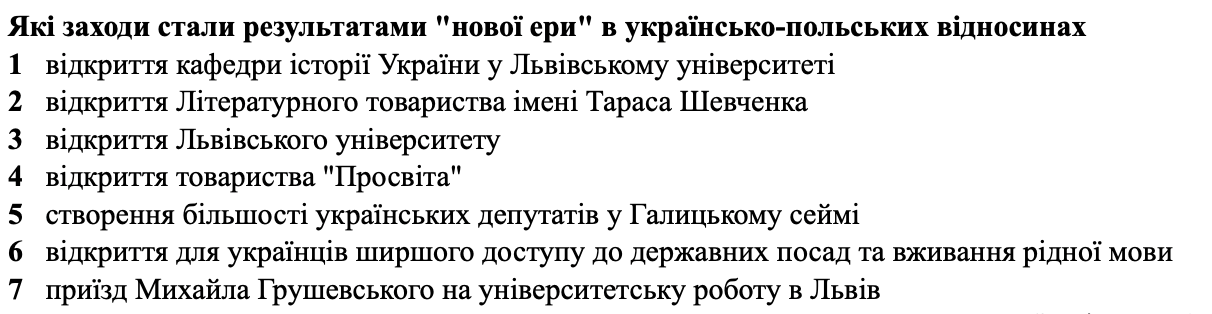 Які заходи стали результатами "нової ери" в українсько-польських відносинах
1 відкриття кафедри історії України у Львівському університеті
2 відкриття Літературного товариства імені Тараса Шевченка
3 відкриття Львівського університету
4 відкриття товариства "Просвіта"
5 створення більшості українських депутатів у Галицькому сеймі
6 відкриття для українців ширшого доступу до державних посад та вживання рідної мови
7 приїзд Михайла Грушевського на університетську роботу в Львів